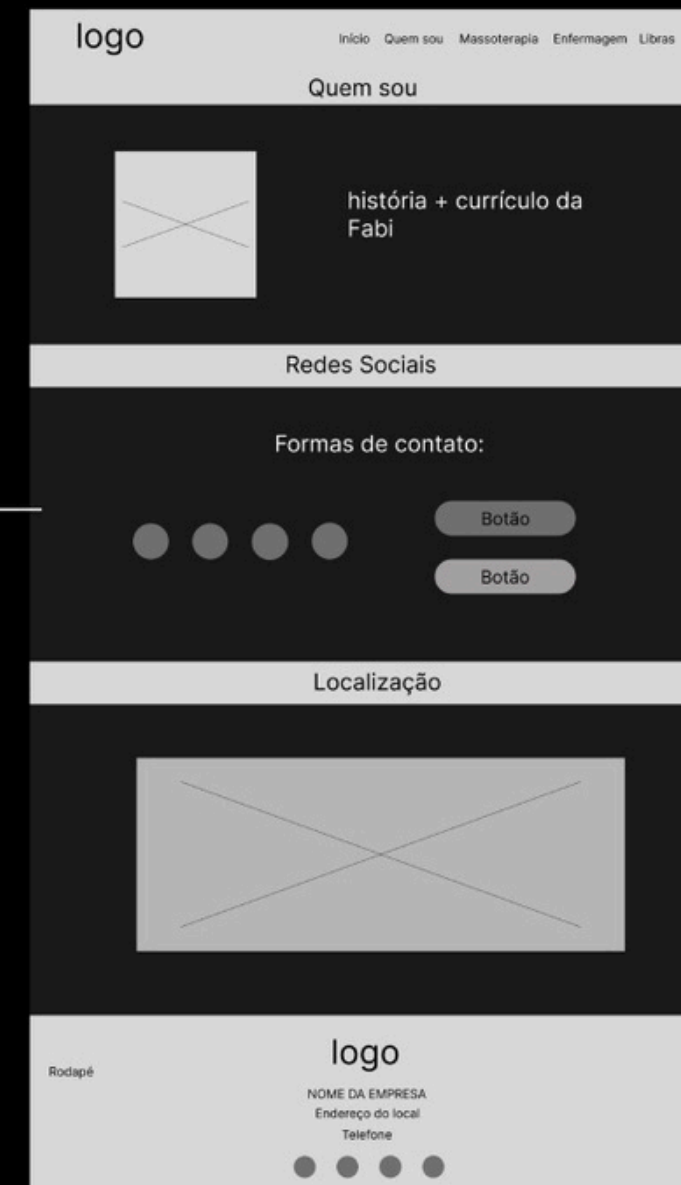 logo
Início Quem sou Massoterapia Enfermagem Libras
Quem sou
história + currículo da
Fabi
Redes Sociais
Formas de contato:
Botão
Botão
Localização
logo
Rodapé
NOME DA EMPRESA
Endereço do local
Telefone